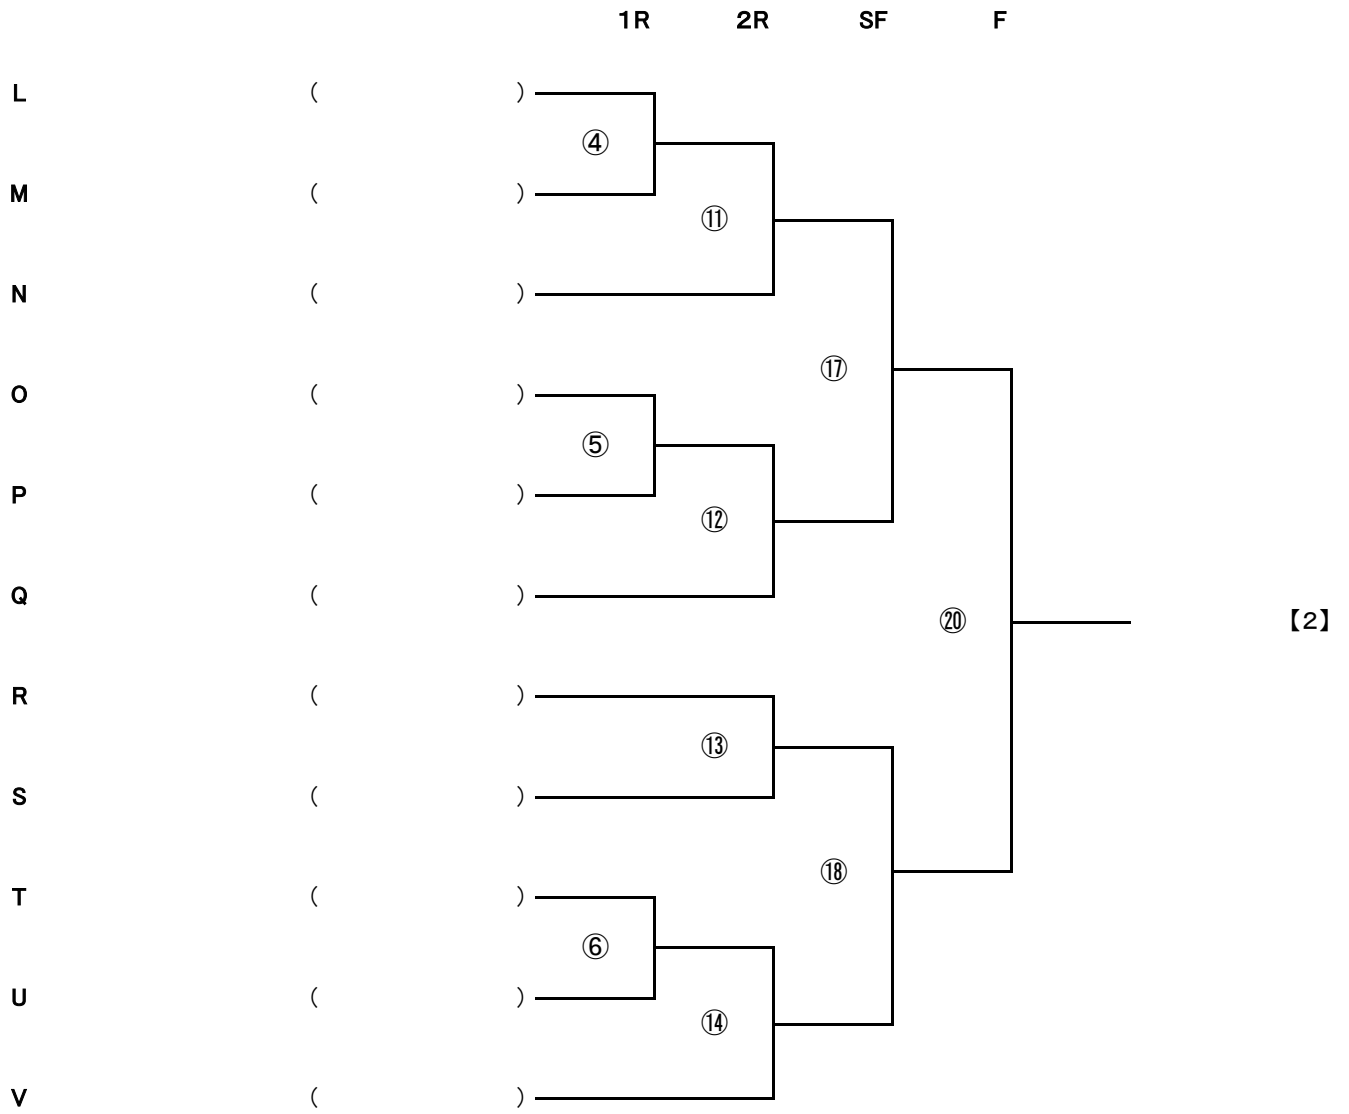 1R 2R SF F
L ( )
④
M ( )
⑪
N ( )
⑰
O ( )
⑤
P ( )
⑫
Q ( )
⑳ 【2】
R ( )
⑬
S ( )
⑱
T ( )
⑥
U ( )
⑭
V ( )